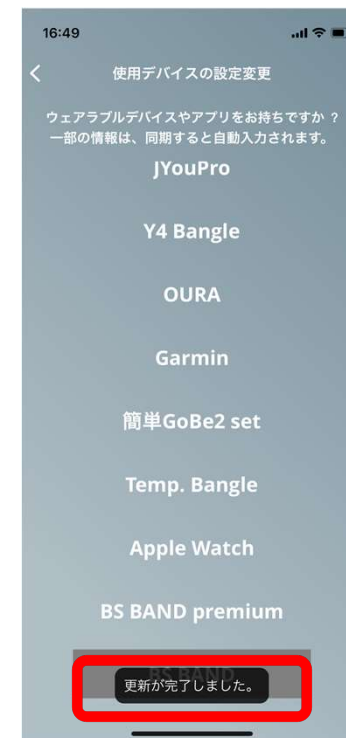 16:49
使用デバイスの設定変更
ウェアラブルデバイスやアプリをお持ちですか？
一部の情報は、同期すると自動入力されます。
JYouPro
Y4 Bangle
OURA
Garmin
簡単GoBe2 set
Temp. Bangle
Apple Watch
BS BAND premium
BS BAND
更新が完了しました。